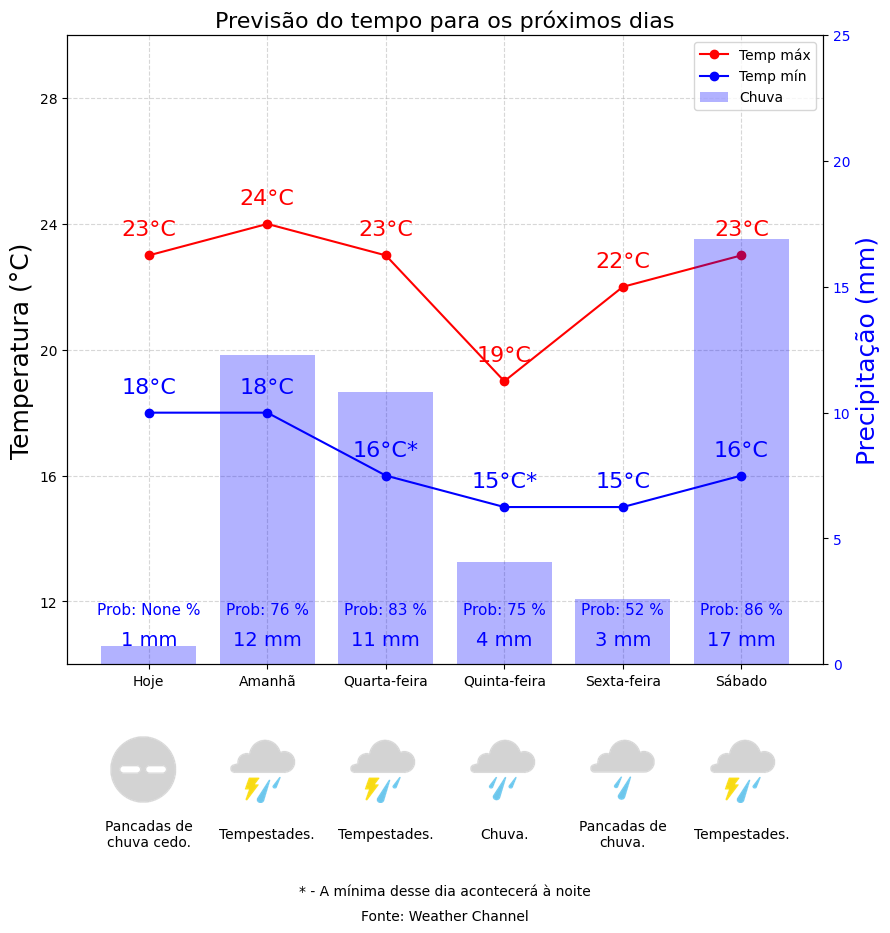 Previsão do tempo para os próximos dias
Temp máx
Temp mín
Chuva
Temperatura (°C)
Precipitação (mm)
28
24
20
16
12
25
20
15
10
5
0
23°C
24°C
23°C
19°C
22°C
23°C
18°C
18°C
16°C*
15°C*
15°C
16°C
Prob: None %
Prob: 76 %
Prob: 83 %
Prob: 75 %
Prob: 52 %
Prob: 86 %
1 mm
12 mm
11 mm
4 mm
3 mm
17 mm
Hoje
Amanhã
Quarta-feira
Quinta-feira
Sexta-feira
Sábado
Pancadas de
chuva cedo.
Tempestades.
Tempestades.
Chuva.
Pancadas de
chuva.
Tempestades.
* - A mínima desse dia acontecerá à noite
Fonte: Weather Channel